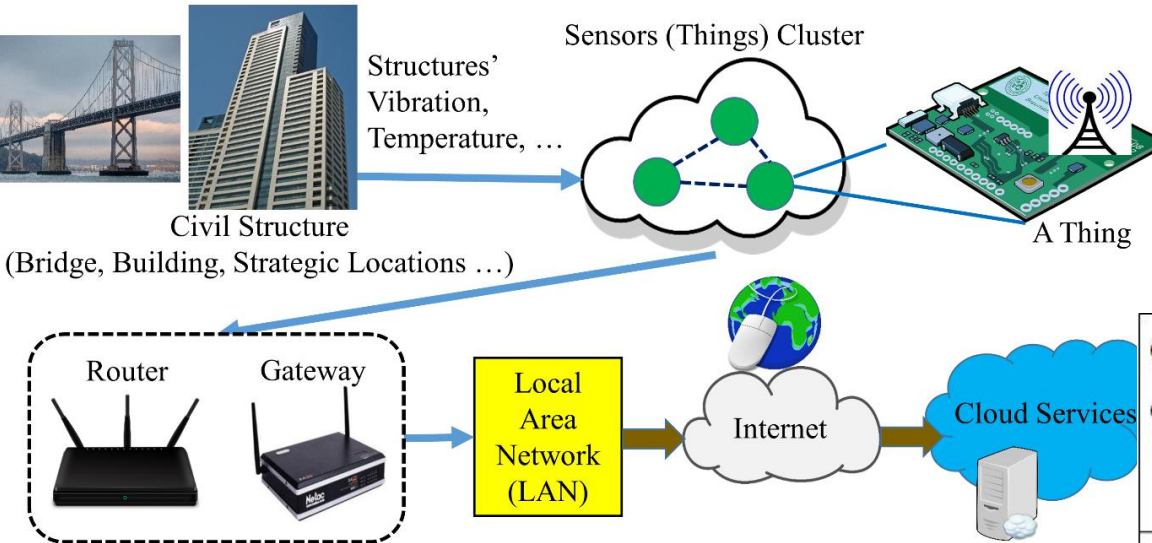 Sensors (Things) Cluster
Structures’
Vibration,
Temperature, …
Civil Structure
(Bridge, Building, Strategic Locations …)
A Thing
Router
Gateway
Netac
Local
Area
Network
(LAN)
Internet
Cloud Services